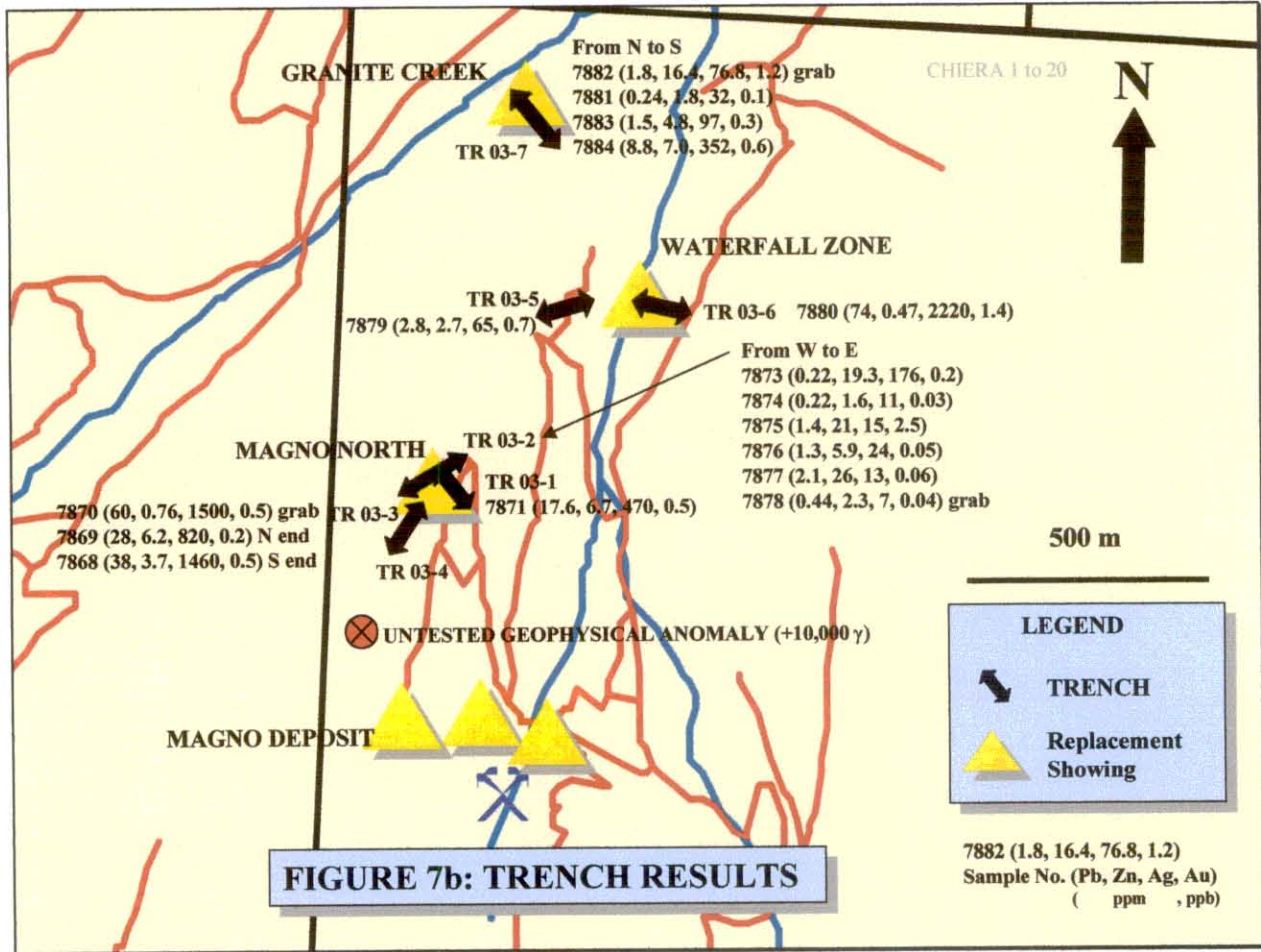 From N to S
GRANITE CREEK
7882 (1.8, 16.4, 76.8, 1.2) grab
7881 (0.24, 1.8, 32, 0.1)
7883 (1.5, 4.8, 97, 0.3)
7884 (8.8, 7.0, 352, 0.6)
TR 03-7
CHIERA 1 to 20
N
WATERFALL ZONE
TR 03-5
7879 (2.8, 2.7, 65, 0.7)
TR 03-6 7880 (74, 0.47, 2220, 1.4)
From W to E
7873 (0.22, 19.3, 176, 0.2)
7874 (0.22, 1.6, 11, 0.03)
7875 (1.4, 21, 15, 2.5)
7876 (1.3, 5.9, 24, 0.05)
7877 (2.1, 26, 13, 0.06)
7878 (0.44, 2.3, 7, 0.04) grab
MAGNO NORTH
TR 03-2
TR 03-1
7871 (17.6, 6.7, 470, 0.5)
7870 (60, 0.76, 1500, 0.5) grab
7869 (28, 6.2, 820, 0.2) N end
7868 (38, 3.7, 1460, 0.5) S end
TR 03-3
TR 03-4
500 m
UNTESTED GEOPHYSICAL ANOMALY (+10,000 γ)
MAGNO DEPOSIT
LEGEND
TRENCH
Replacement
Showing
7882 (1.8, 16.4, 76.8, 1.2)
Sample No. (Pb, Zn, Ag, Au)
( ppm , ppb)
FIGURE 7b: TRENCH RESULTS